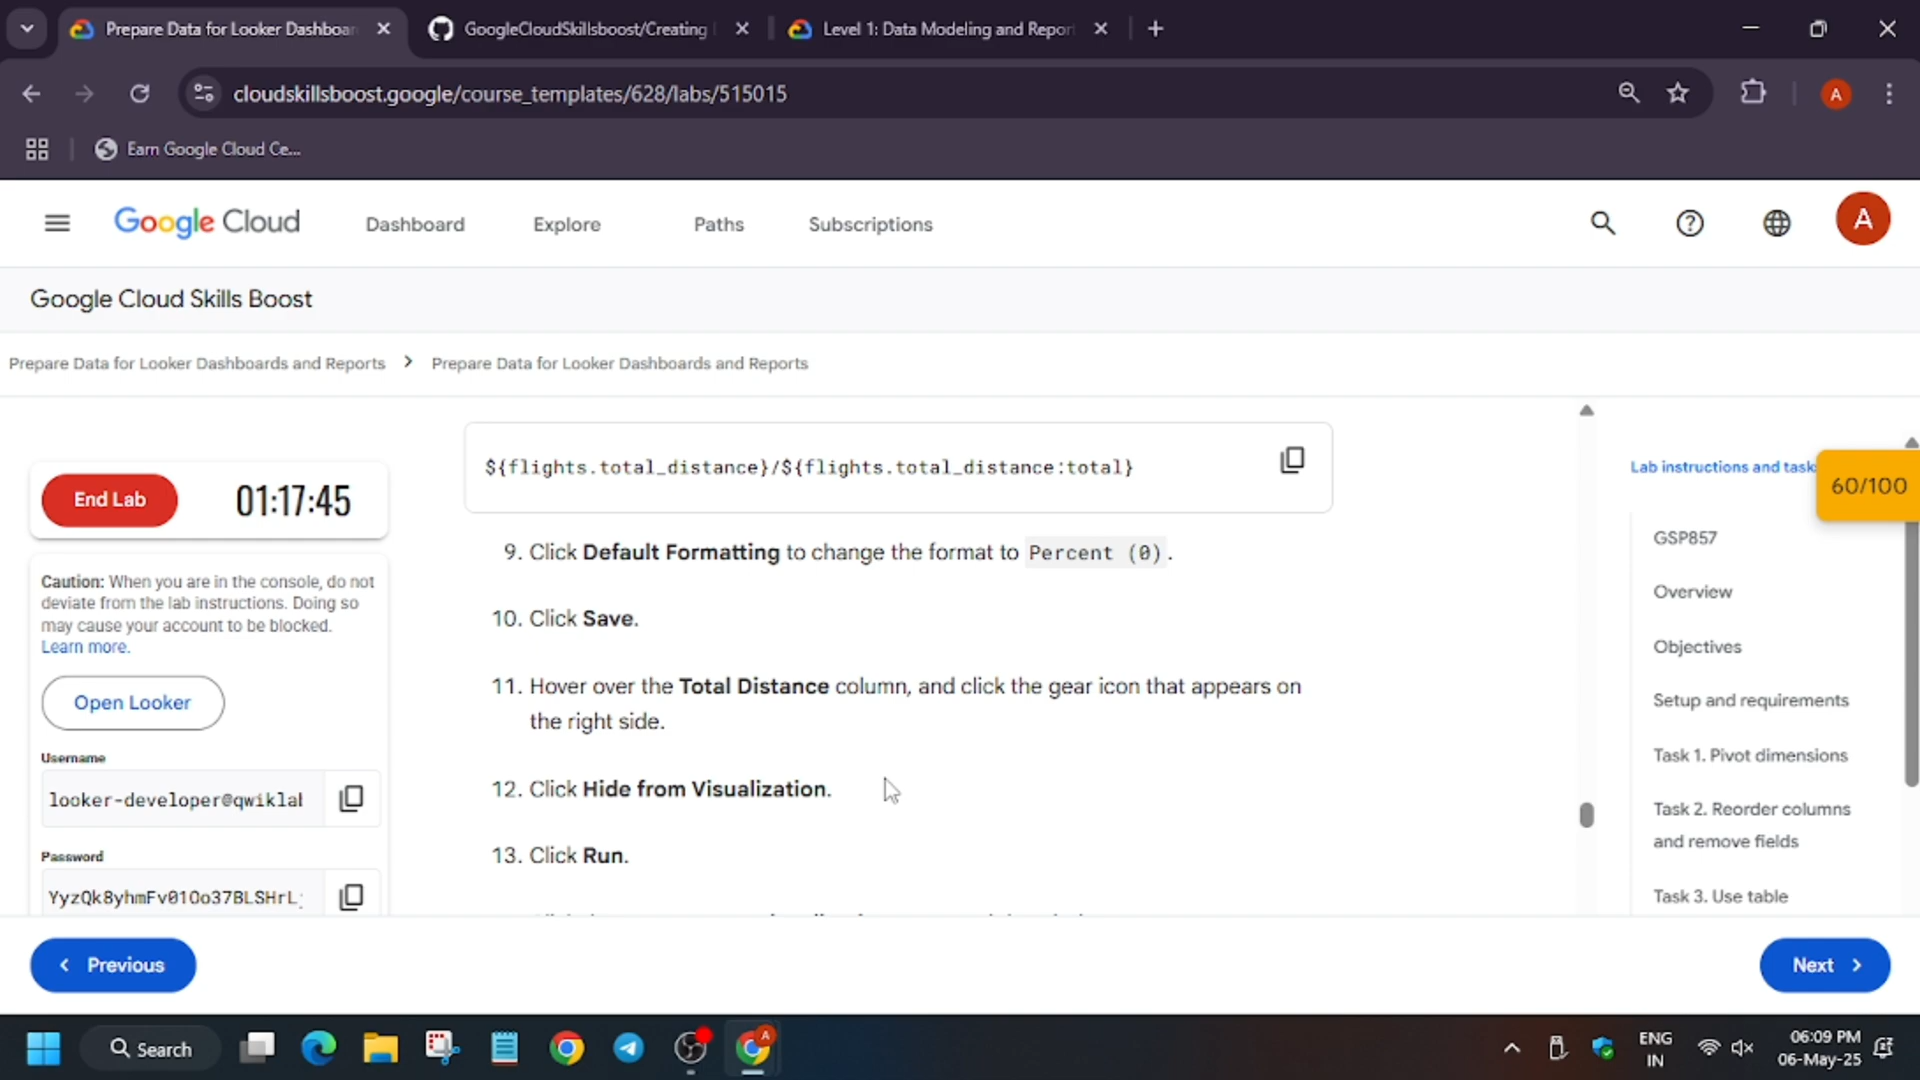 Prepare Data for Looker Dashboar
GoogleCloudSkillsboost/Creating
Level 1: Data Modeling and Repor
cloudskillsboost.google/course_templates/628/labs/515015
A
Earn Google Cloud Ce...
Google Cloud
Dashboard
Explore
Paths
Subscriptions
A
Google Cloud Skills Boost
Prepare Data for Looker Dashboards and Reports
Prepare Data for Looker Dashboards and Reports
End Lab
01:17:45
Caution: When you are in the console, do not
deviate from the lab instructions. Doing so
may cause your account to be blocked.
Learn more.
Open Looker
Username
looker-developer@qwiklab
Password
YyzQk8yhmFv01Oo37BLSHrL
${flights.total_distance}/${flights.total_distance:total}
9. Click Default Formatting to change the format to Percent (0).
10. Click Save.
11. Hover over the Total Distance column, and click the gear icon that appears on
the right side.
12. Click Hide from Visualization.
13. Click Run.
Lab instructions and task
60/100
GSP857
Overview
Objectives
Setup and requirements
Task 1. Pivot dimensions
Task 2. Reorder columns
and remove fields
Task 3. Use table
Previous
Next
Search
A
ENG
IN
06:09 PM
06-May-25